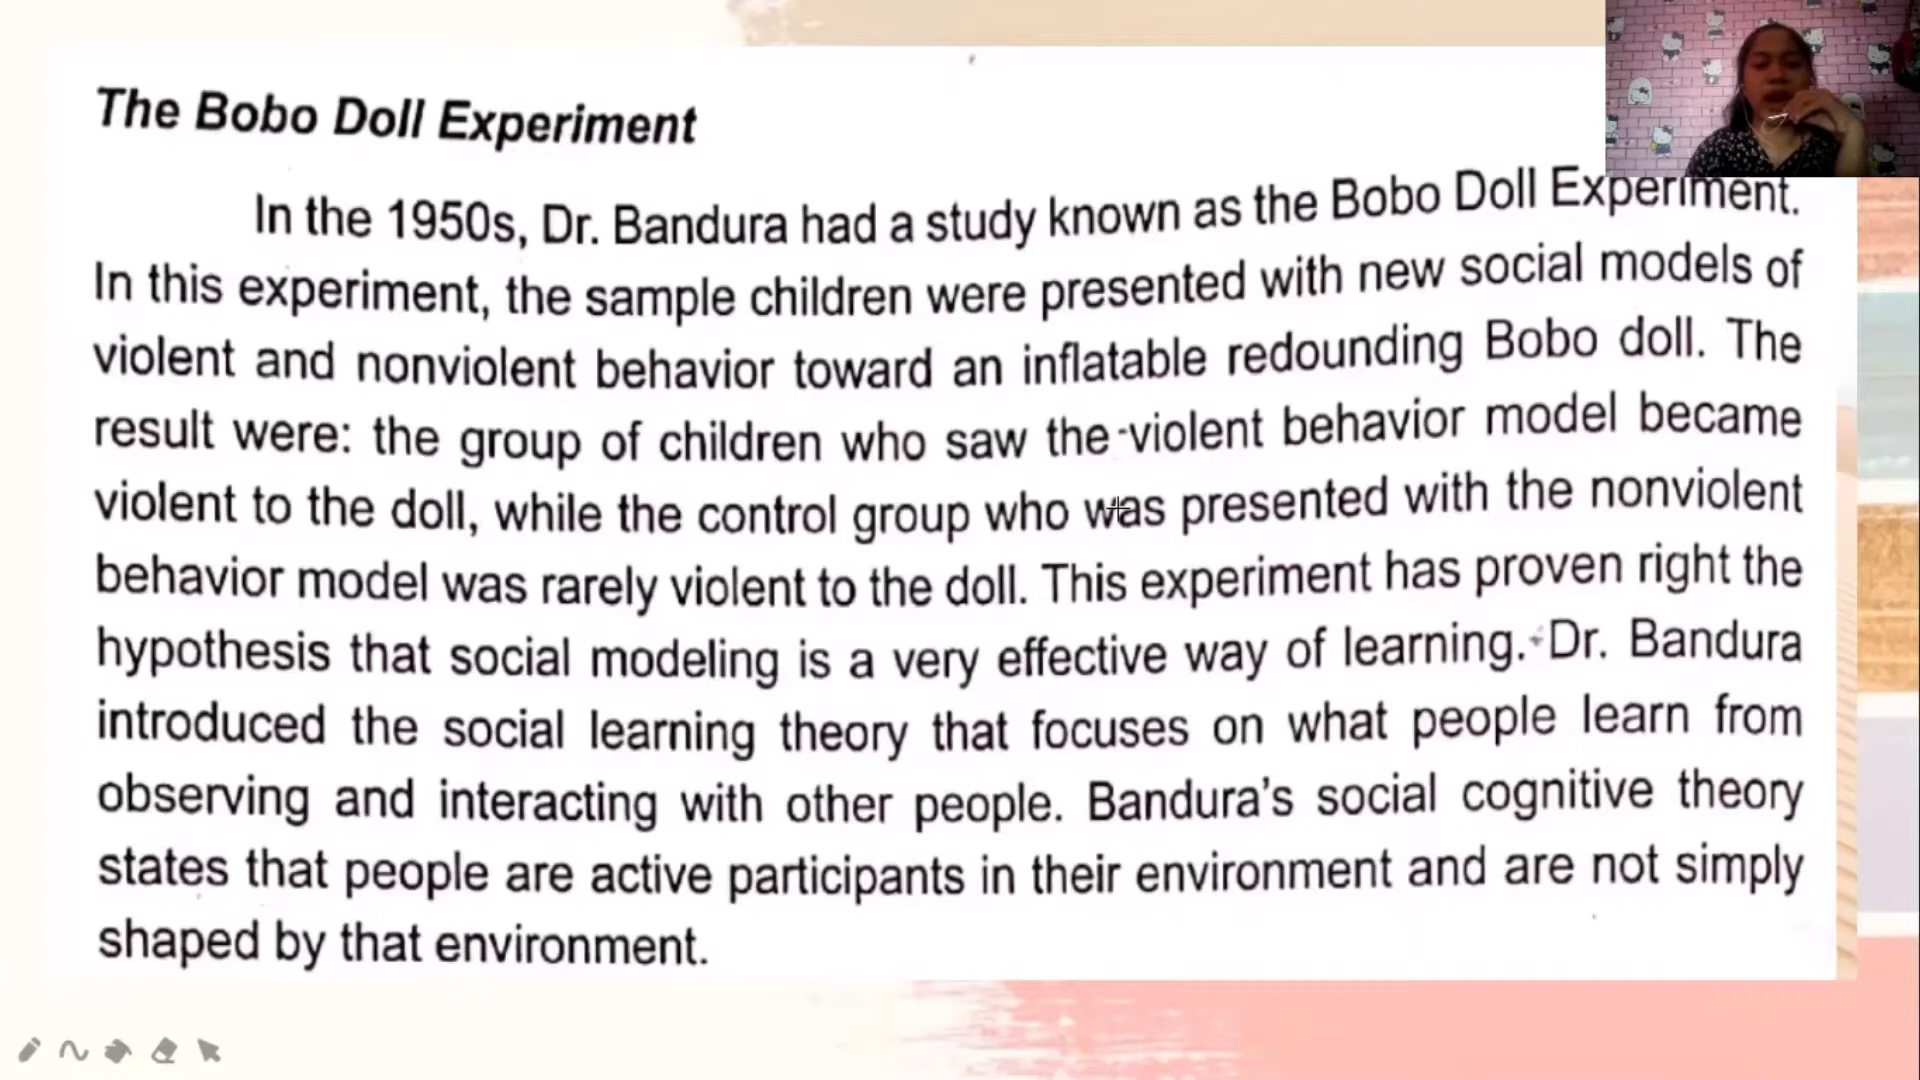 The Bobo Doll Experiment
In the 1950s, Dr. Bandura had a study known as the Bobo Doll Experiment.
In this experiment, the sample children were presented with new social models of
violent and nonviolent behavior toward an inflatable redounding Bobo doll. The
result were: the group of children who saw the violent behavior model became
violent to the doll, while the control group who was presented with the nonviolent
behavior model was rarely violent to the doll. This experiment has proven right the
hypothesis that social modeling is a very effective way of learning. Dr. Bandura
introduced the social learning theory that focuses on what people learn from
observing and interacting with other people. Bandura's social cognitive theory
states that people are active participants in their environment and are not simply
shaped by that environment.